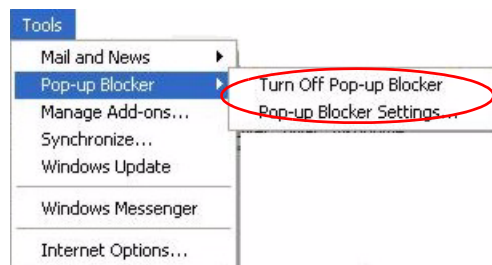 Tools
Mail and News
Pop-up Blocker
Turn Off Pop-up Blocker
Pop-up Blocker Settings...
Manage Add-ons...
Synchronize...
Windows Update
Windows Messenger
Internet Options...